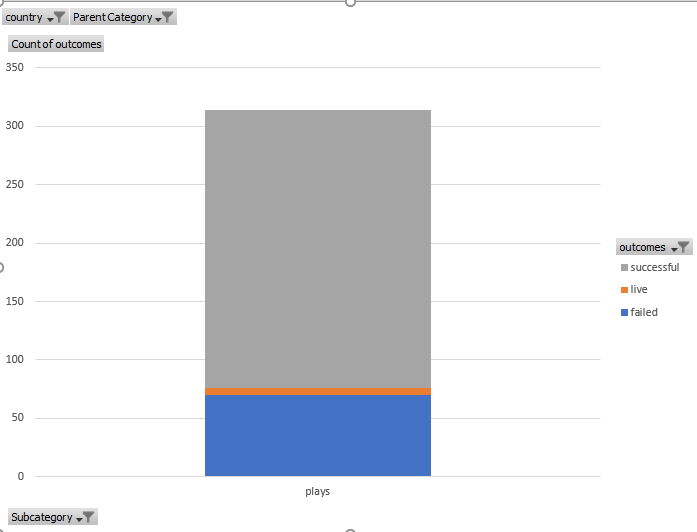 country Parent Category
Count of outcomes
350
300
250
200
150
100
50
0
plays
outcomes
successful
live
failed
Subcategory